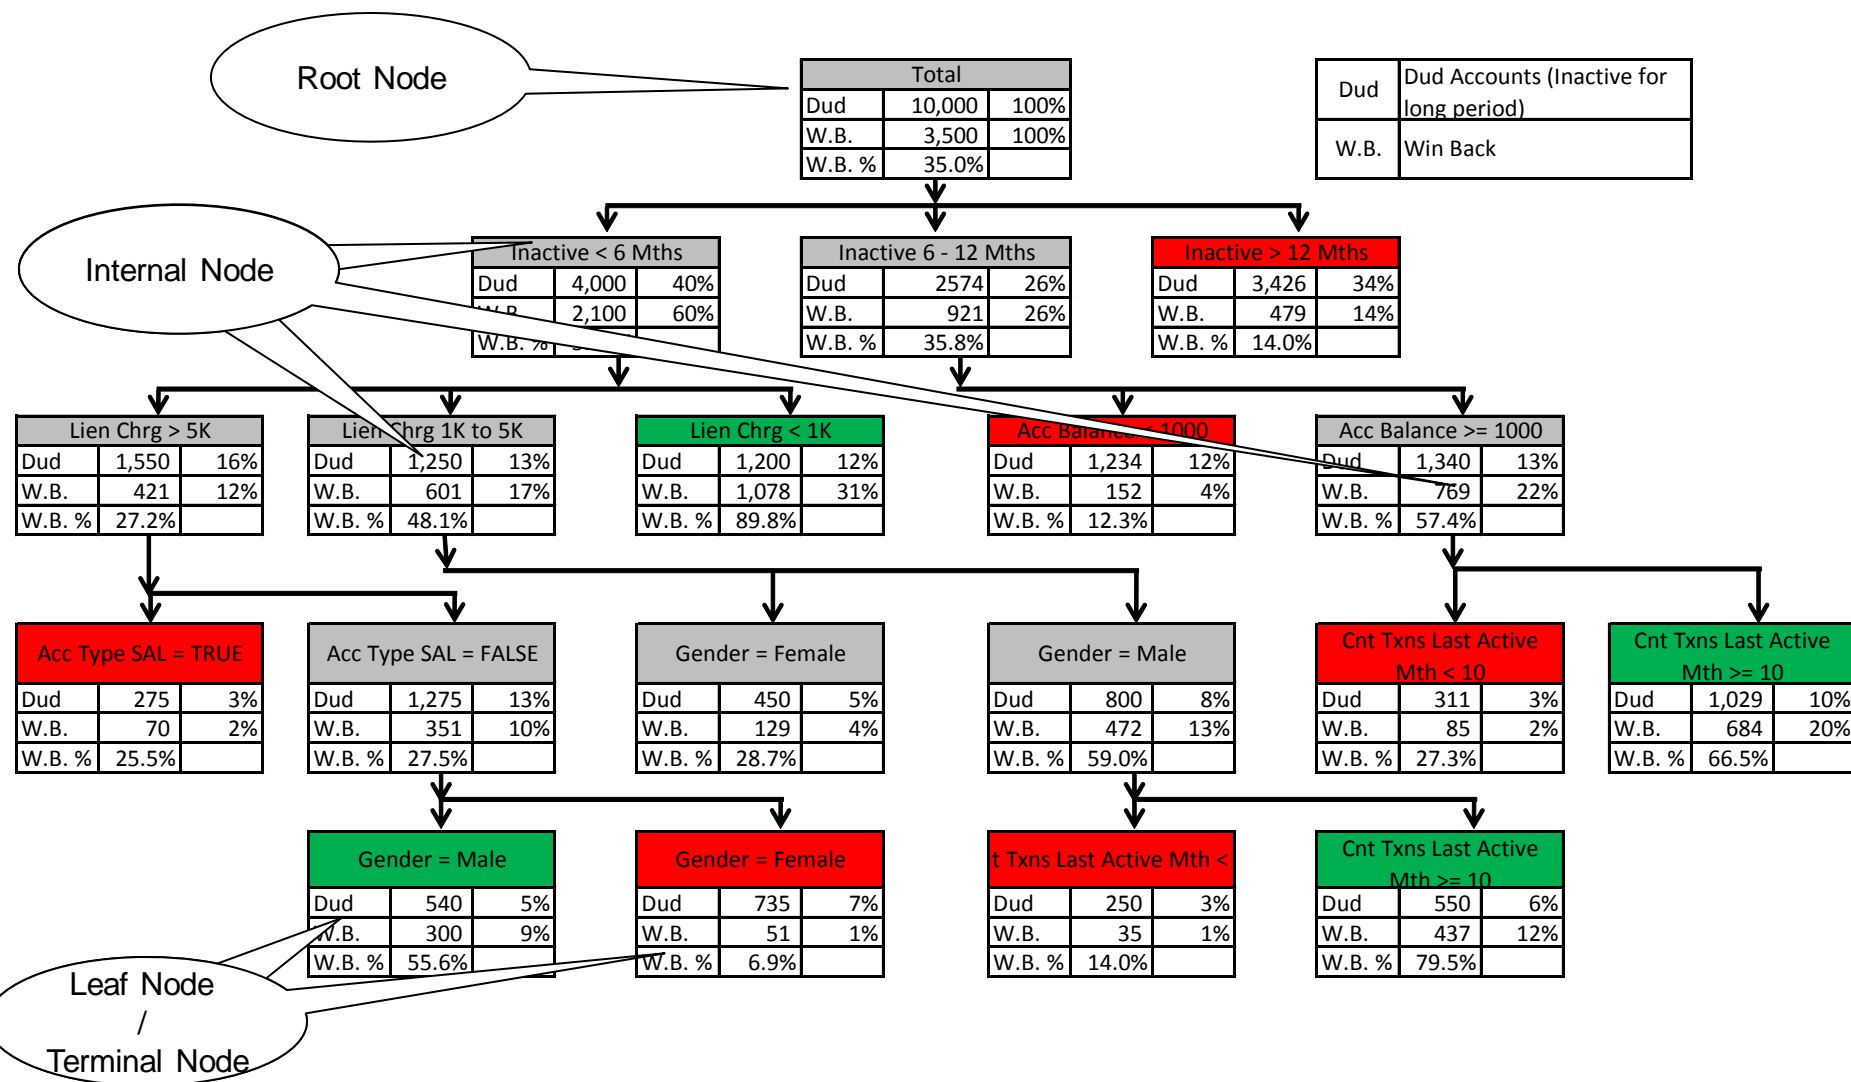 Root Node
Total
Dud 10,000 100%
W.B. 3,500 100%
W.B. % 35.0%
Dud Dud Accounts (Inactive for
long period)
W.B. Win Back
Internal Node
Inactive < 6 Mths
Dud 4,000 40%
W.B. 2,100 60%
W.B. %
Inactive 6 - 12 Mths
Dud 2574 26%
W.B. 921 26%
W.B. % 35.8%
Inactive > 12 Mths
Dud 3,426 34%
W.B. 479 14%
W.B. % 14.0%
Lien Chrg > 5K
Dud 1,550 16%
W.B. 421 12%
W.B. % 27.2%
Lien Chrg 1K to 5K
Dud 1,250 13%
W.B. 601 17%
W.B. % 48.1%
Lien Chrg < 1K
Dud 1,200 12%
W.B. 1,078 31%
W.B. % 89.8%
Acc Balance < 1000
Dud 1,234 12%
W.B. 152 4%
W.B. % 12.3%
Acc Balance >= 1000
Dud 1,340 13%
W.B. 769 22%
W.B. % 57.4%
Acc Type SAL = TRUE
Dud 275 3%
W.B. 70 2%
W.B. % 25.5%
Acc Type SAL = FALSE
Dud 1,275 13%
W.B. 351 10%
W.B. % 27.5%
Gender = Female
Dud 450 5%
W.B. 129 4%
W.B. % 28.7%
Gender = Male
Dud 800 8%
W.B. 472 13%
W.B. % 59.0%
Cnt Txns Last Active
Mth < 10
Dud 311 3%
W.B. 85 2%
W.B. % 27.3%
Cnt Txns Last Active
Mth >= 10
Dud 1,029 10%
W.B. 684 20%
W.B. % 66.5%
Gender = Male
Dud 540 5%
W.B. 300 9%
W.B. % 55.6%
Gender = Female
Dud 735 7%
W.B. 51 1%
W.B. % 6.9%
t Txns Last Active Mth <
Dud 250 3%
W.B. 35 1%
W.B. % 14.0%
Cnt Txns Last Active
Mth >= 10
Dud 550 6%
W.B. 437 12%
W.B. % 79.5%
Leaf Node
/
Terminal Node